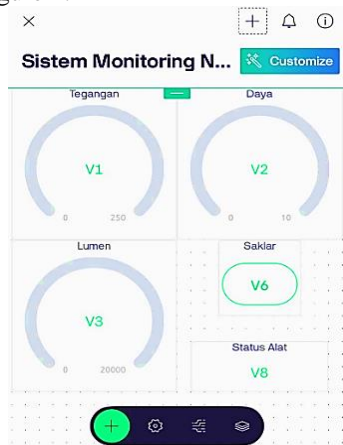 Sistem Monitoring N... Customize
Tegangan Daya
V1 V2
0 250 0 10
Lumen Saklar
V6
V3
Status Alat
0 20000 V8